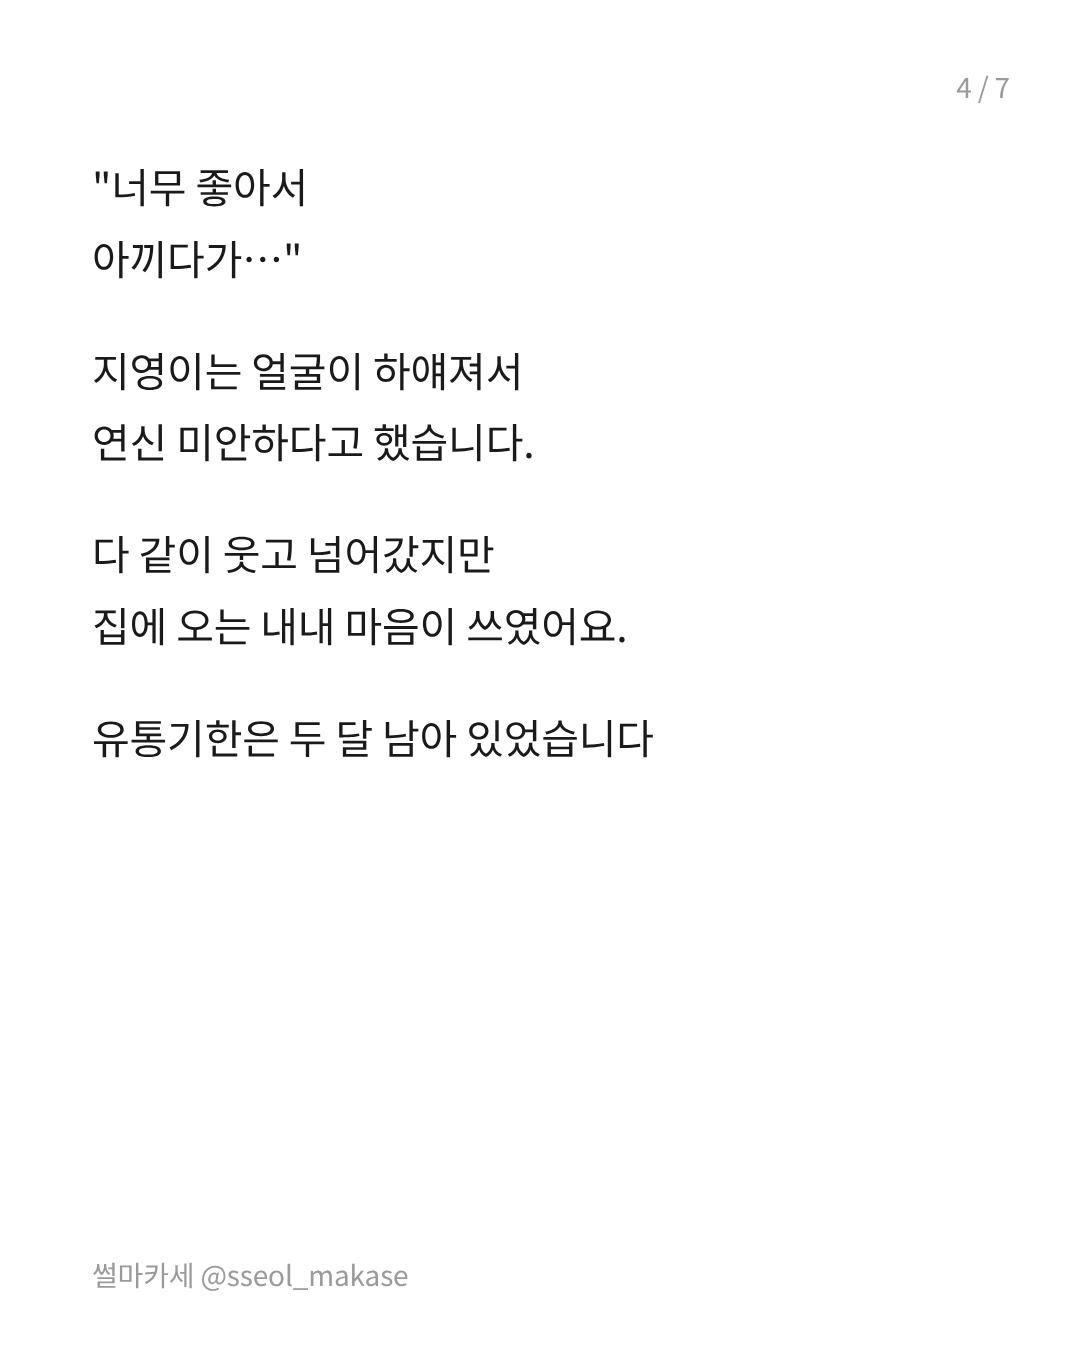 4 / 7
"너무 좋아서
아끼다가…"
지영이는 얼굴이 하얘져서
연신 미안하다고 했습니다.
다 같이 웃고 넘어갔지만
집에 오는 내내 마음이 쓰였어요.
유통기한은 두 달 남아 있었습니다
썰마카세 @sseol_makase